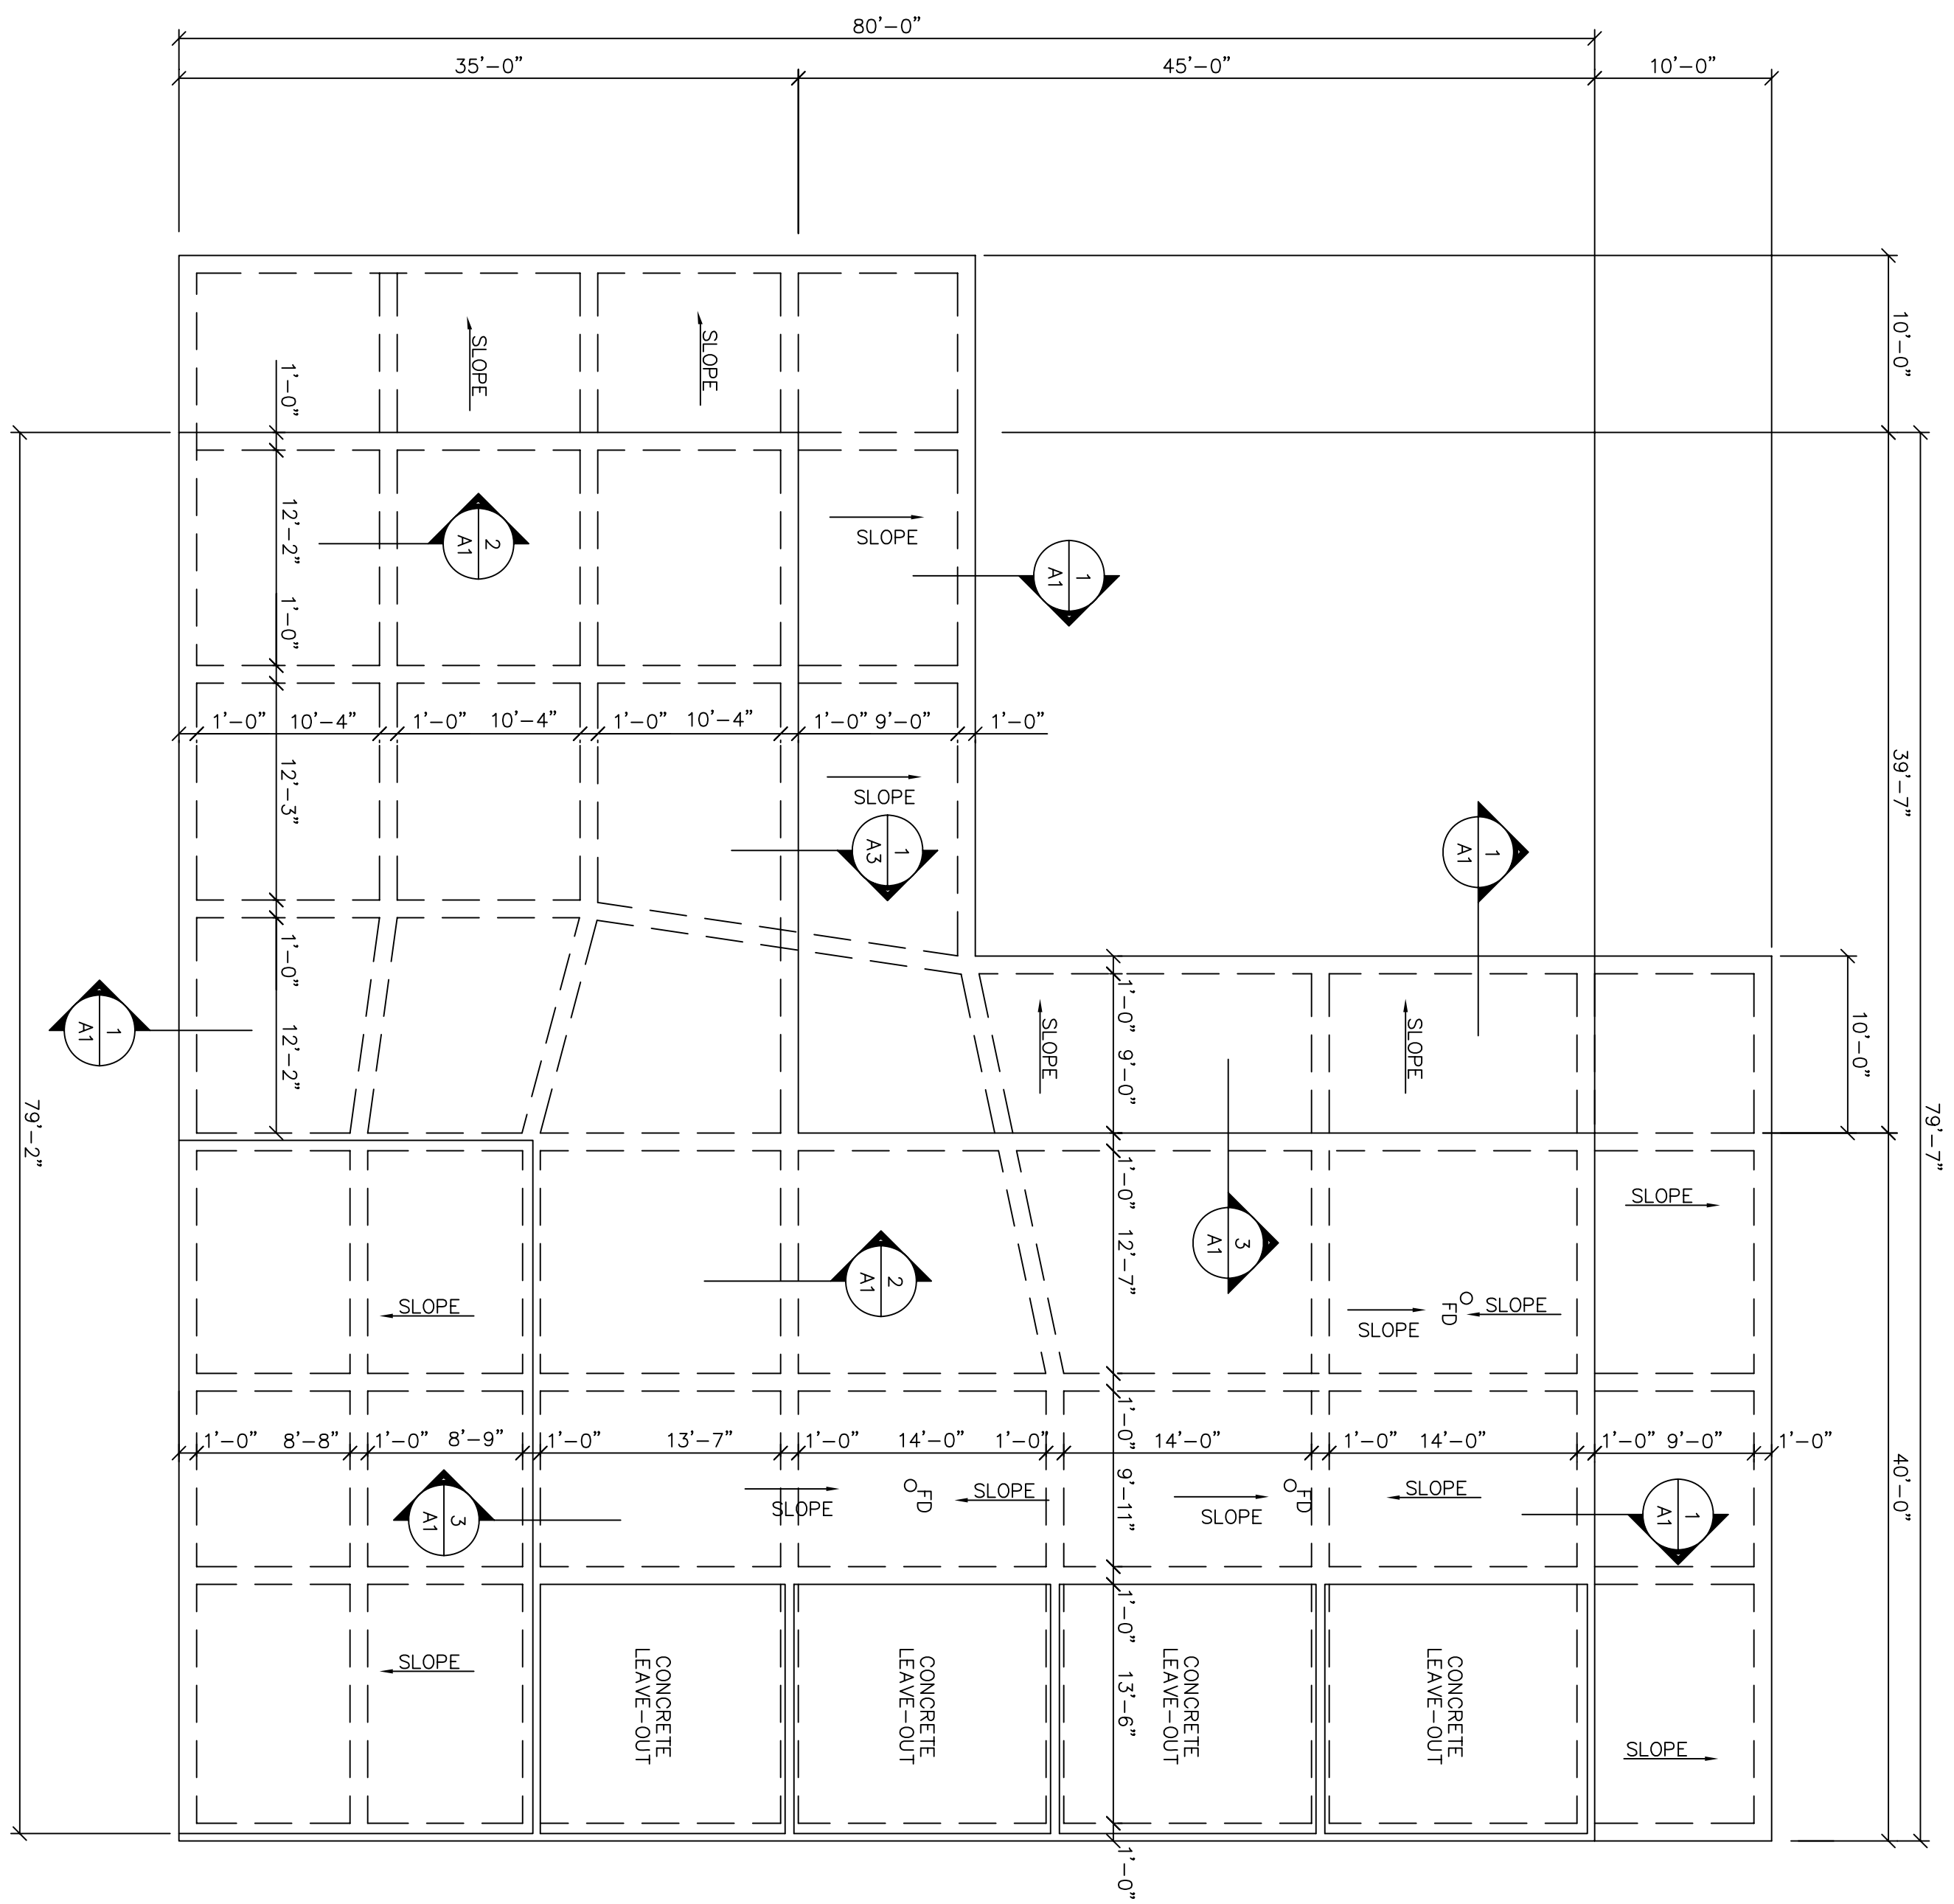 80'-0"
35'-0"
45'-0"
10'-0"
10'-0"
SLOPE
SLOPE
1'-0"
12'-2"
2
A1
SLOPE
1
A1
1'-0"
1'-0"
10'-4"
1'-0"
10'-4"
1'-0"
10'-4"
1'-0"
9'-0"
1'-0"
39'-7"
12'-3"
SLOPE
1
A3
1
A1
1'-0"
1
A1
12'-2"
1'-0"
SLOPE
SLOPE
9'-0"
10'-0"
79'-2"
79'-7"
1'-0"
SLOPE
3
A1
12'-7"
2
A1
SLOPE
SLOPE
FD
SLOPE
1'-0"
8'-8"
1'-0"
8'-9"
1'-0"
13'-7"
1'-0"
14'-0"
1'-0"
1'-0"
14'-0"
1'-0"
14'-0"
1'-0"
9'-0"
1'-0"
40'-0"
3
A1
SLOPE
FD
SLOPE
9'-11"
SLOPE
FD
SLOPE
1
A1
1'-0"
SLOPE
CONCRETE
LEAVE-OUT
CONCRETE
LEAVE-OUT
13'-6"
CONCRETE
LEAVE-OUT
CONCRETE
LEAVE-OUT
SLOPE
1'-0"